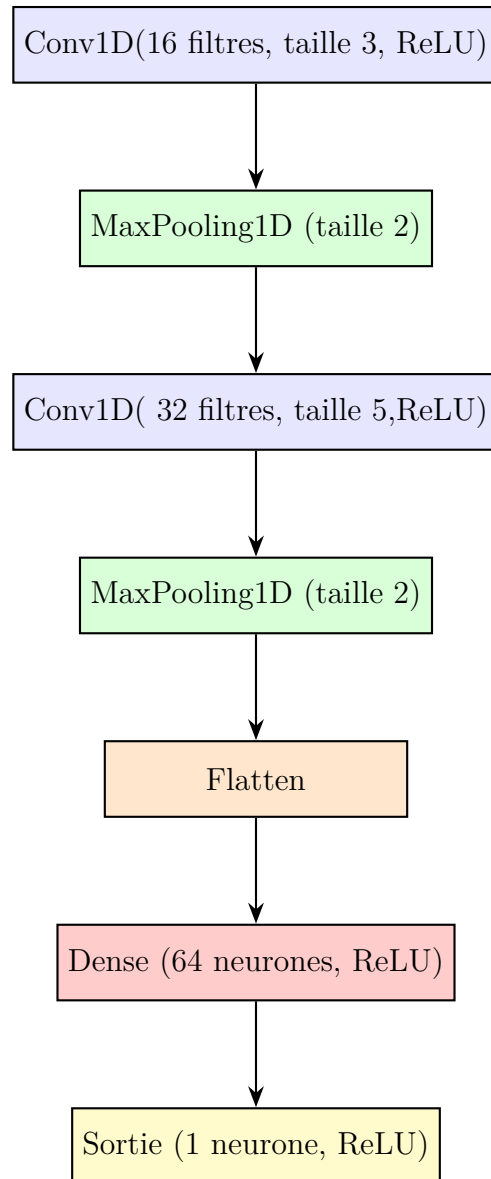 Conv1D(16 filtres, taille 3, ReLU)
MaxPooling1D (taille 2)
Conv1D( 32 filtres, taille 5,ReLU)
MaxPooling1D (taille 2)
Flatten
Dense (64 neurones, ReLU)
Sortie (1 neurone, ReLU)